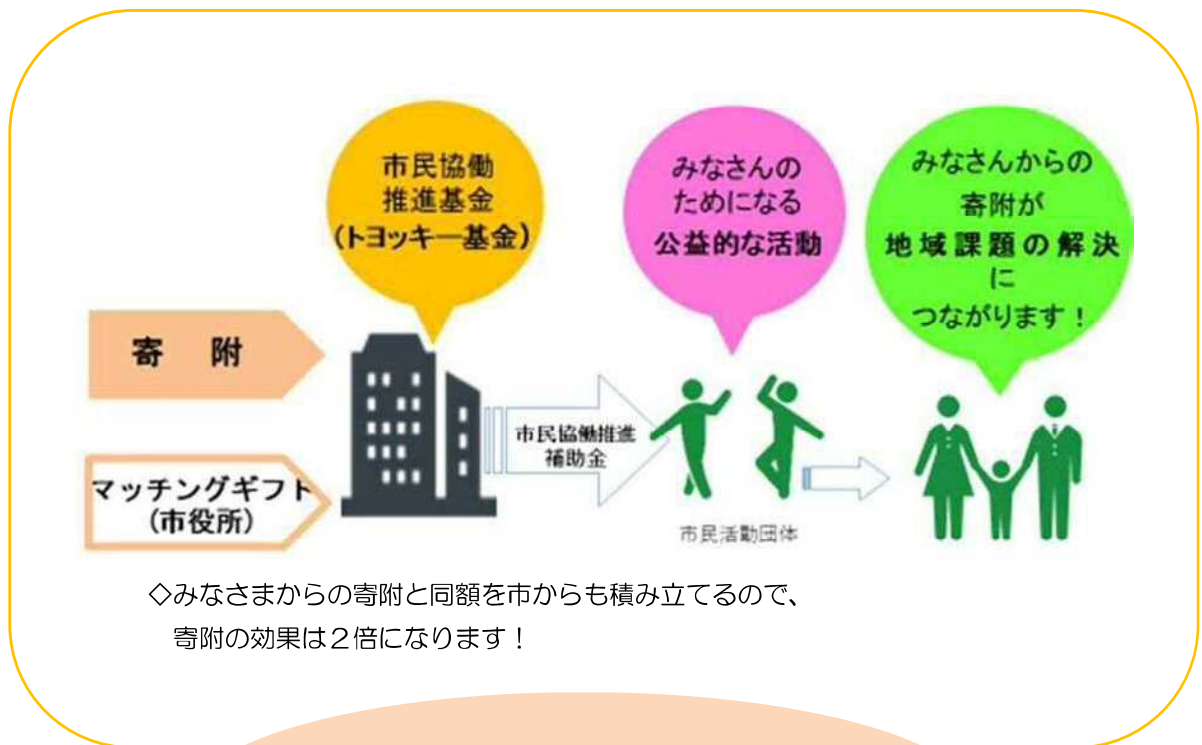 市民協働
推進基金
(トヨッキー基金)
みなさんの
ためになる
公益的な活動
みなさんからの
寄附が
地域課題の解決
に
つながります！
寄　附
マッチングギフト
(市役所)
市民協働推進
補助金
市民活動団体
◇みなさまからの寄附と同額を市からも積み立てるので、
寄附の効果は２倍になります！